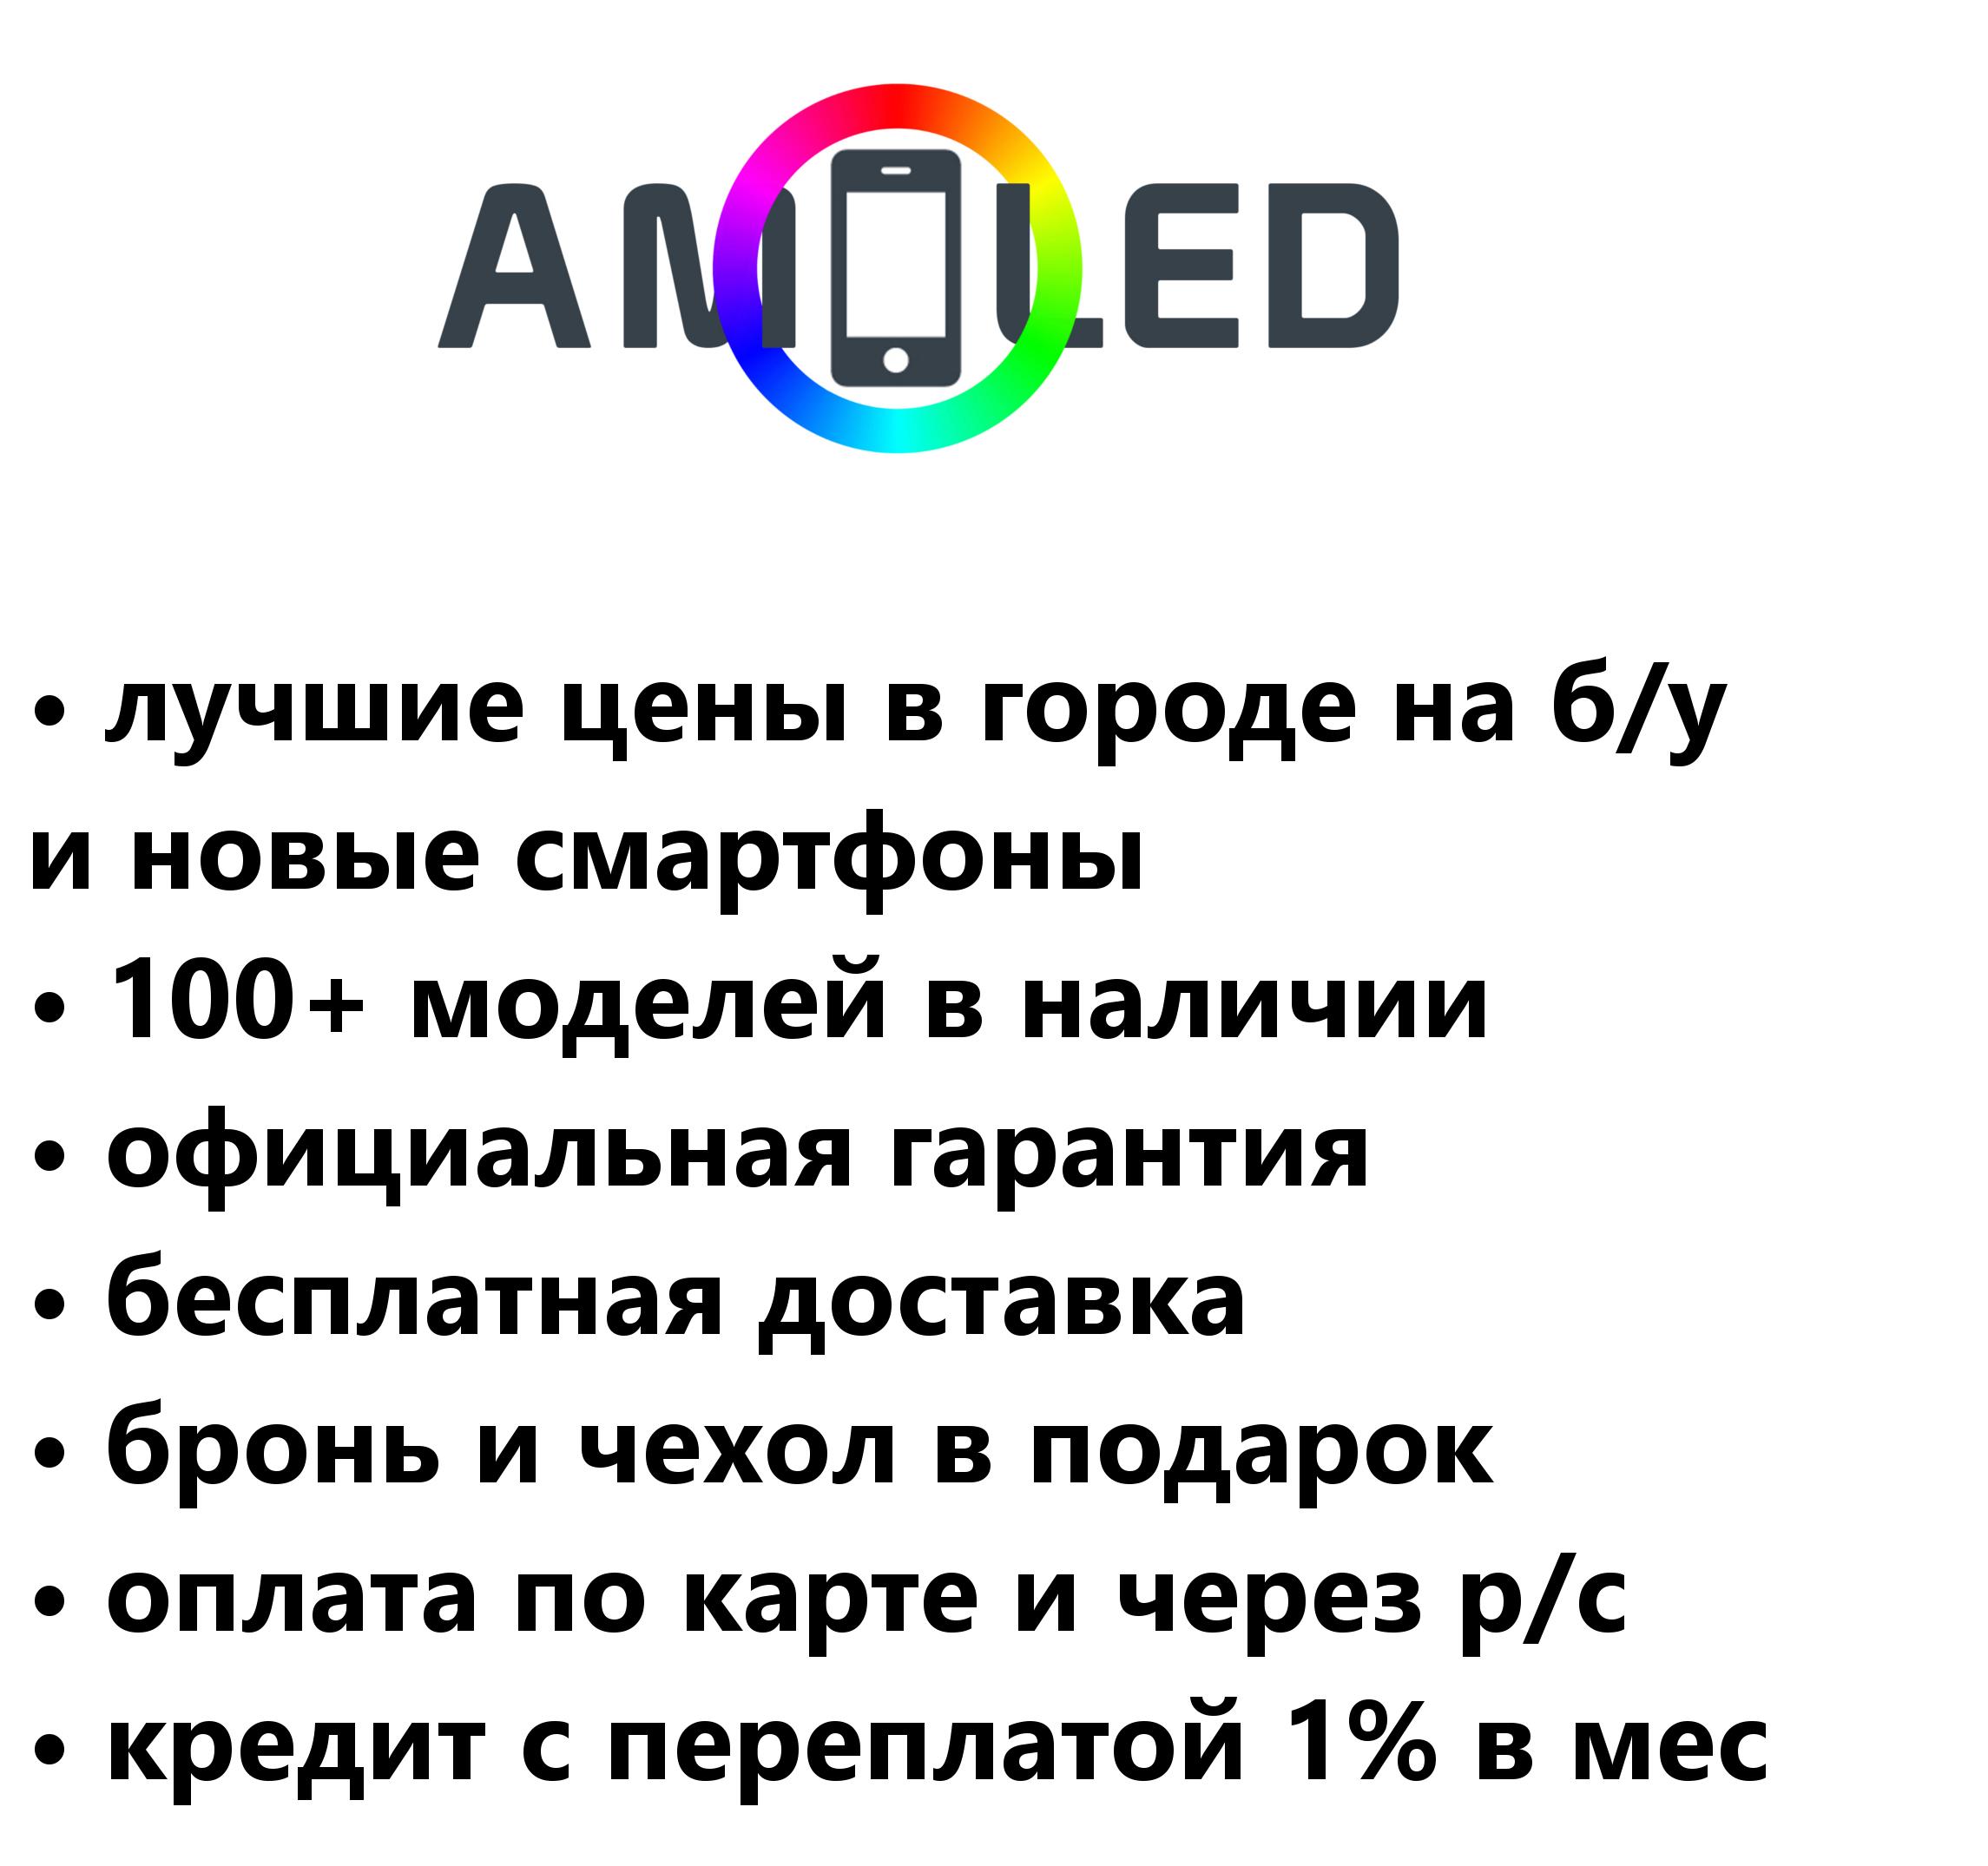 AMOLED
• лучшие цены в городе на б/у
и новые смартфоны
• 100+ моделей в наличии
• официальная гарантия
• бесплатная доставка
• бронь и чехол в подарок
• оплата по карте и через р/с
• кредит с переплатой 1% в мес